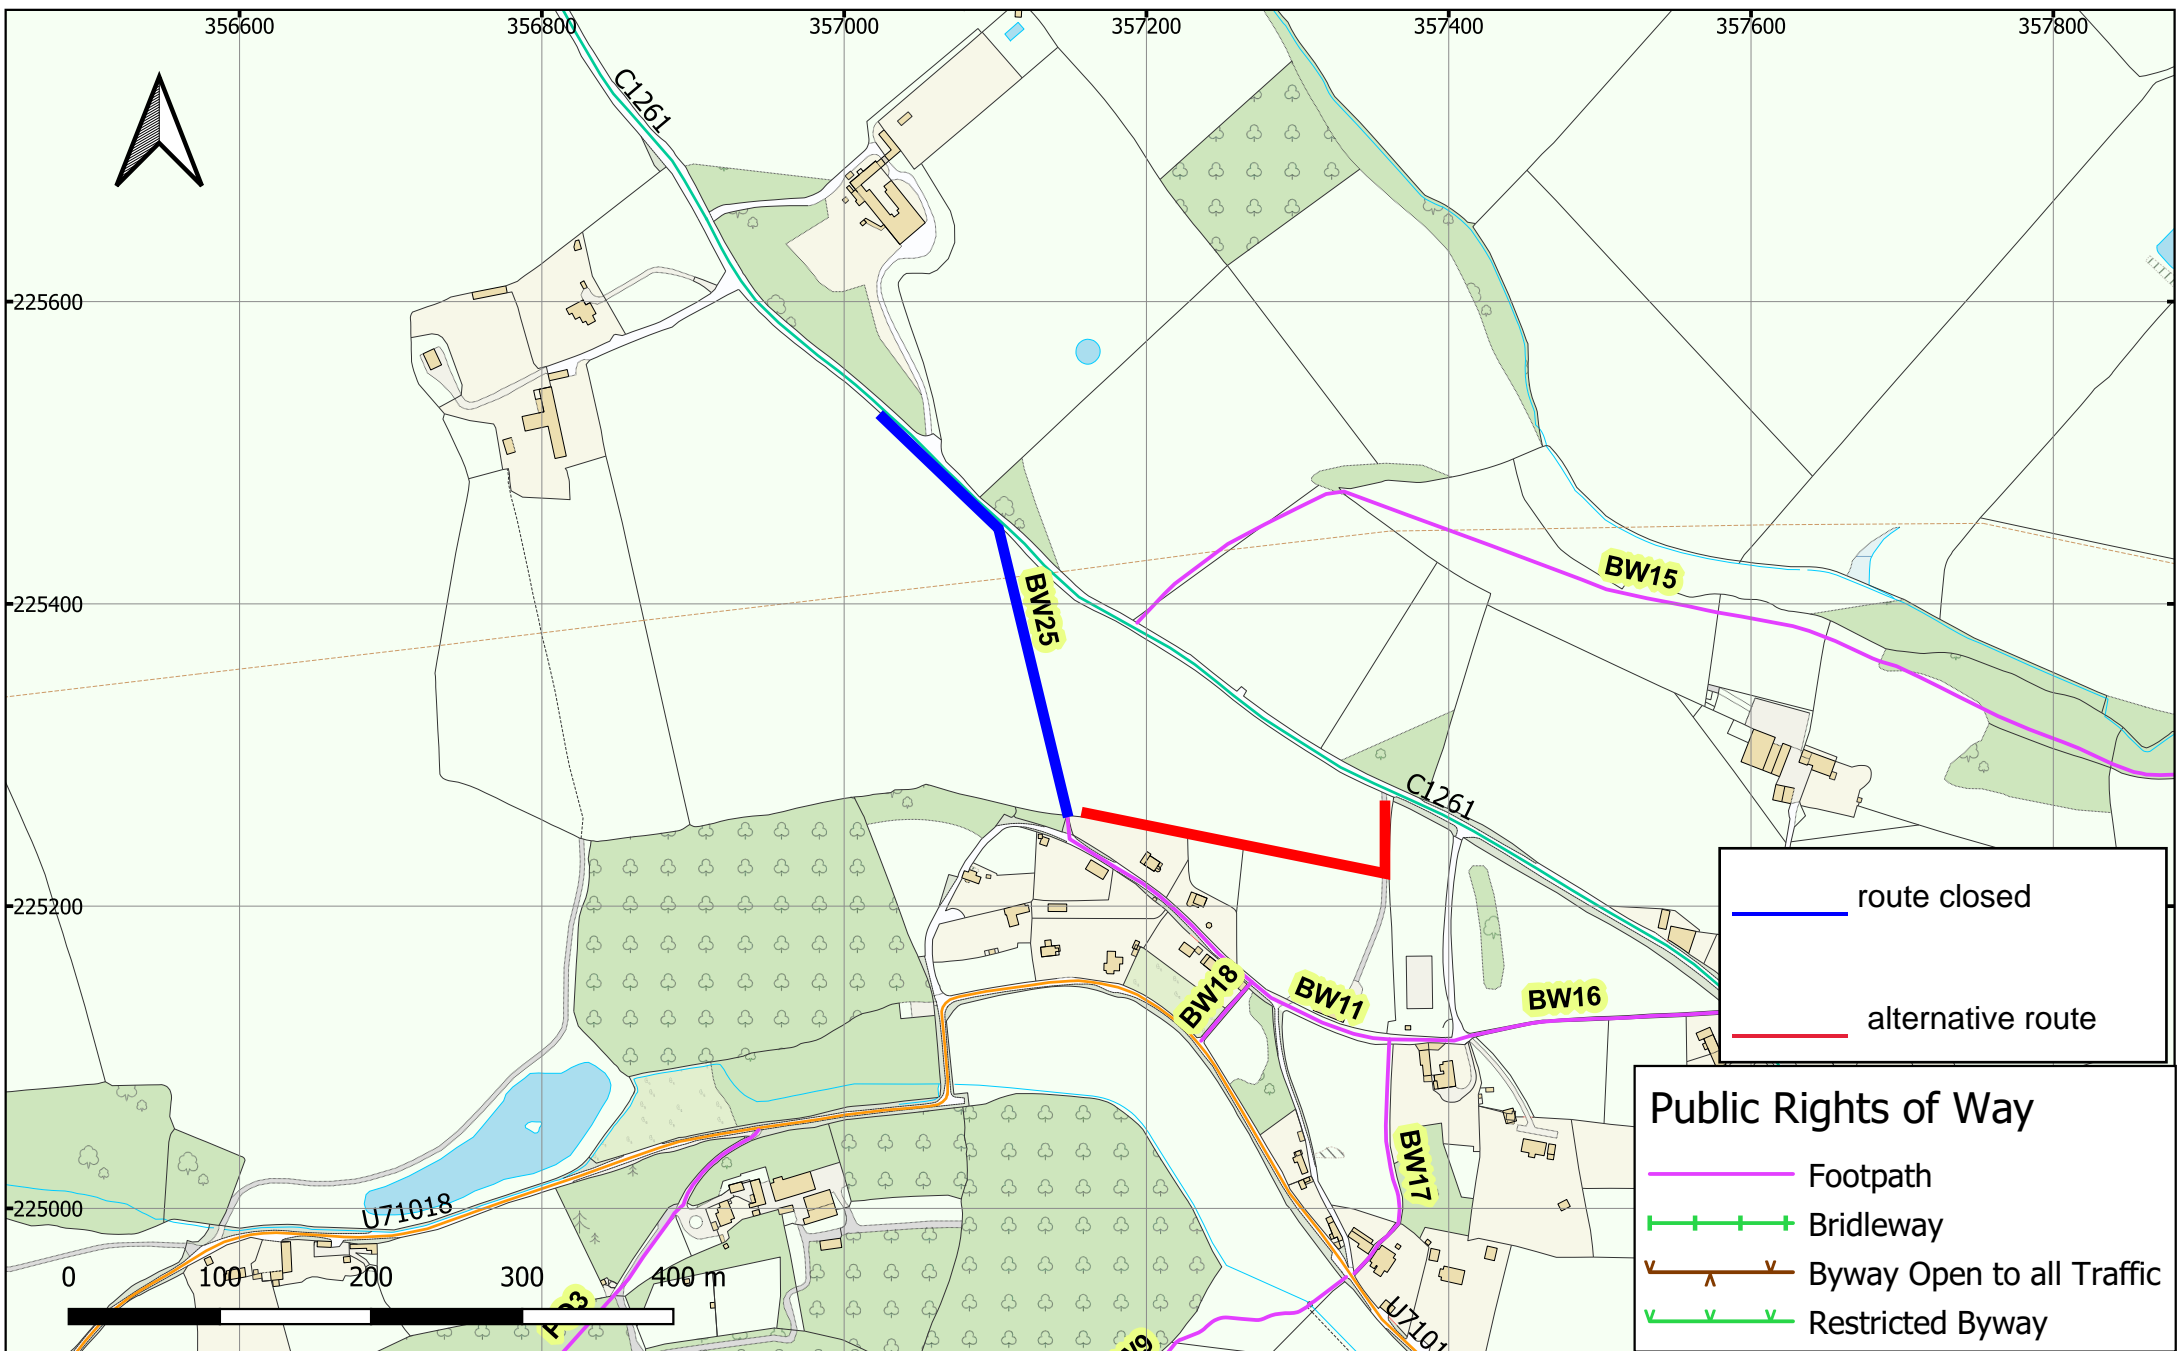 356600
356800
357000
357200
357400
357600
357800
C1261
225600
BW15
BW25
225400
C1261
225200
route closed
BW18
BW11
BW16
alternative route
Public Rights of Way
BW17
Footpath
U71018
225000
Bridleway
0
100
200
300
400 m
Byway Open to all Traffic
Restricted Byway